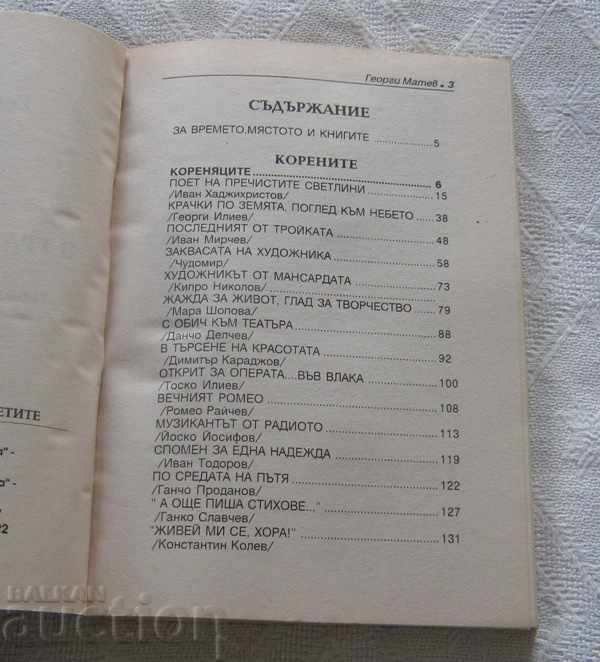 ЕТИТЕ
22
Георги Матев • 3
СЪДЪРЖАНИЕ
ЗА ВРЕМЕТО.МЯСТОТО И КНИГИТЕ 5
КОРЕНИТЕ
КОРЕНЯЦИТЕ 6
ПОЕТ НА ПРЕЧИСТИТЕ СВЕТЛИНИ 15
/Иван Хаджихристов/
КРАЧКИ ПО ЗЕМЯТА, ПОГЛЕД КЪМ НЕБЕТО 38
/Георги Илиев/
ПОСЛЕДНИЯТ ОТ ТРОЙКАТА 48
/Иван Мирчев/
ЗАКВАСАТА НА ХУДОЖНИКА 58
/Чудомир/
ХУДОЖНИКЪТ ОТ МАНСАРДАТА 73
/Кипро Николов/
ЖАЖДА ЗА ЖИВОТ, ГЛАД ЗА ТВОРЧЕСТВО 79
/Мара Шопова/
С ОБИЧ КЪМ ТЕАТЪРА 88
/Данчо Делчев/
В ТЪРСЕНЕ НА КРАСОТАТА 92
/Димитър Караджов/
ОТКРИТ ЗА ОПЕРАТА...ВЪВ ВЛАКА 100
/Тоско Илиев/
ВЕЧНИЯТ РОМЕО 108
/Ромео Райчев/
МУЗИКАНТЪТ ОТ РАДИОТО 113
/Йоско Йосифов/
СПОМЕН ЗА ЕДНА НАДЕЖДА 119
/Иван Тодоров/
ПО СРЕДАТА НА ПЪТЯ 122
/Ганчо Проданов/
" А ОЩЕ ПИША СТИХОВЕ..." 127
/Ганко Славчев/
"ЖИВЕЙ МИ СЕ, ХОРА!" 131
/Константин Колев/
BALKAN
auction